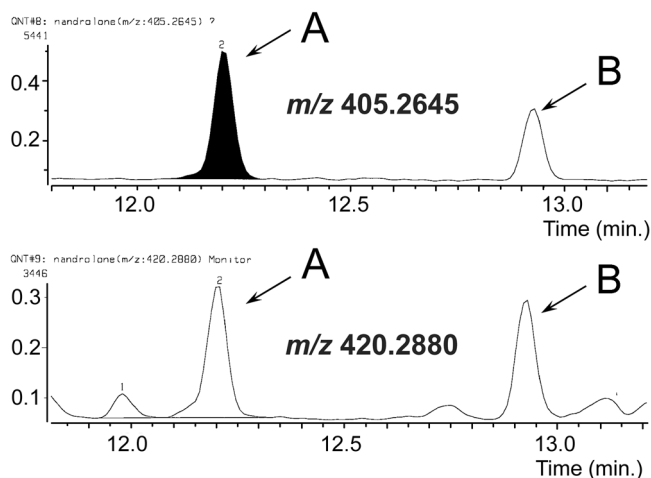 QNT#8: nandrolone(m/z:405.2645) ?
5441
2
A
B
m/z 405.2645
0.4
0.2
12.0 12.5 13.0
Time (min.)
QNT#9: nandrolone(m/z:420.2880) Monitor
3446
2
A
B
m/z 420.2880
0.3
0.2
0.1
1
12.0 12.5 13.0
Time (min.)